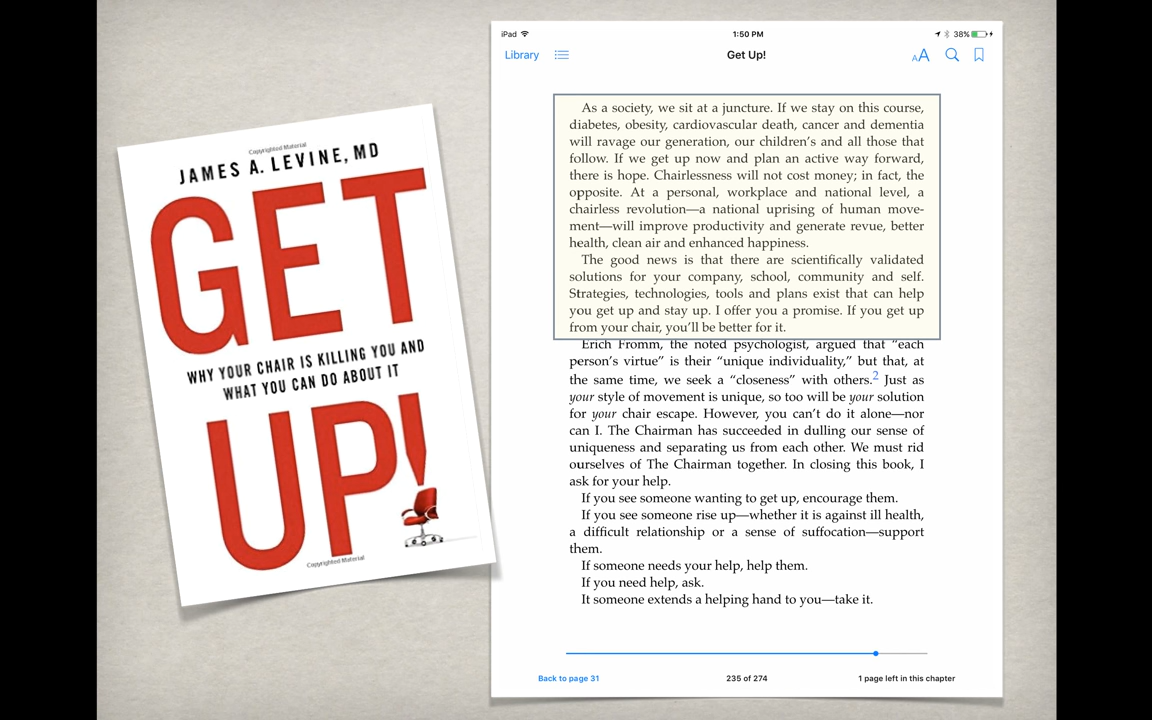 Copyrighted Material
JAMES A. LEVINE, MD
GET
WHY YOUR CHAIR IS KILLING YOU AND
WHAT YOU CAN DO ABOUT IT
UP!
Copyrighted Material
iPad
1:50 PM
38%
Library
Get Up!
AA
As a society, we sit at a juncture. If we stay on this course,
diabetes, obesity, cardiovascular death, cancer and dementia
will ravage our generation, our children’s and all those that
follow. If we get up now and plan an active way forward,
there is hope. Chairlessness will not cost money; in fact, the
opposite. At a personal, workplace and national level, a
chairless revolution—a national uprising of human move-
ment—will improve productivity and generate revue, better
health, clean air and enhanced happiness.
The good news is that there are scientifically validated
solutions for your company, school, community and self.
Strategies, technologies, tools and plans exist that can help
you get up and stay up. I offer you a promise. If you get up
from your chair, you’ll be better for it.
Erich Fromm, the noted psychologist, argued that “each
person’s virtue” is their “unique individuality,” but that, at
the same time, we seek a “closeness” with others.2 Just as
your style of movement is unique, so too will be your solution
for your chair escape. However, you can’t do it alone—nor
can I. The Chairman has succeeded in dulling our sense of
uniqueness and separating us from each other. We must rid
ourselves of The Chairman together. In closing this book, I
ask for your help.
If you see someone wanting to get up, encourage them.
If you see someone rise up—whether it is against ill health,
a difficult relationship or a sense of suffocation—support
them.
If someone needs your help, help them.
If you need help, ask.
It someone extends a helping hand to you—take it.
Back to page 31
235 of 274
1 page left in this chapter